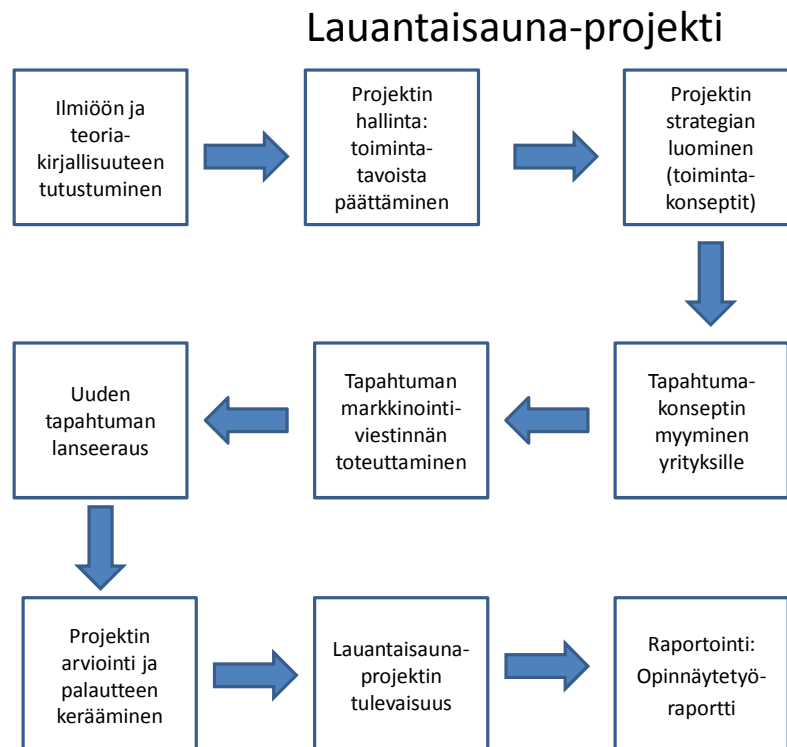 Lauantaisauna-projekti
Ilmiöön ja
teoria-
kirjallisuuteen
tutustuminen
Projektin
hallinta:
toiminta-
tavoista
päättäminen
Projektin
strategian
luominen
(toiminta-
konseptit)
Tapahtuma-
konseptin
myyminen
yrityksille
Tapahtuman
markkinointi-
viestinnän
toteuttaminen
Uuden
tapahtuman
lanseeraus
Projektin
arviointi ja
palautteen
kerääminen
Lauantaisauna-
projektin
tulevaisuus
Raportointi:
Opinnäytetyö-
raportti